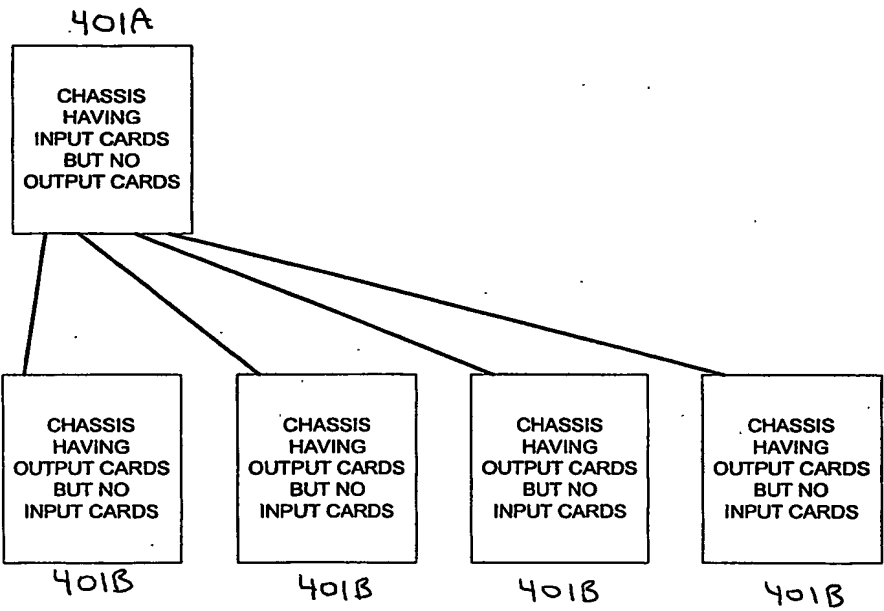 401A
CHASSIS
HAVING
INPUT CARDS
BUT NO
OUTPUT CARDS
CHASSIS
HAVING
OUTPUT CARDS
BUT NO
INPUT CARDS
CHASSIS
HAVING
OUTPUT CARDS
BUT NO
INPUT CARDS
CHASSIS
HAVING
OUTPUT CARDS
BUT NO
INPUT CARDS
CHASSIS
HAVING
OUTPUT CARDS
BUT NO
INPUT CARDS
401B
401B
401B
401B